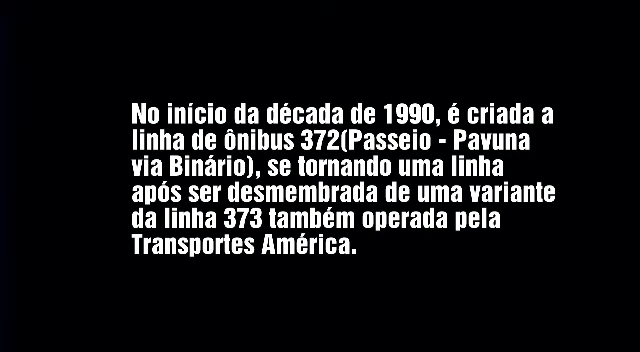 No início da década de 1990, é criada a
linha de ônibus 372(Passeio - Pavuna
via Binário), se tornando uma linha
após ser desmembrada de uma variante
da linha 373 também operada pela
Transportes América.